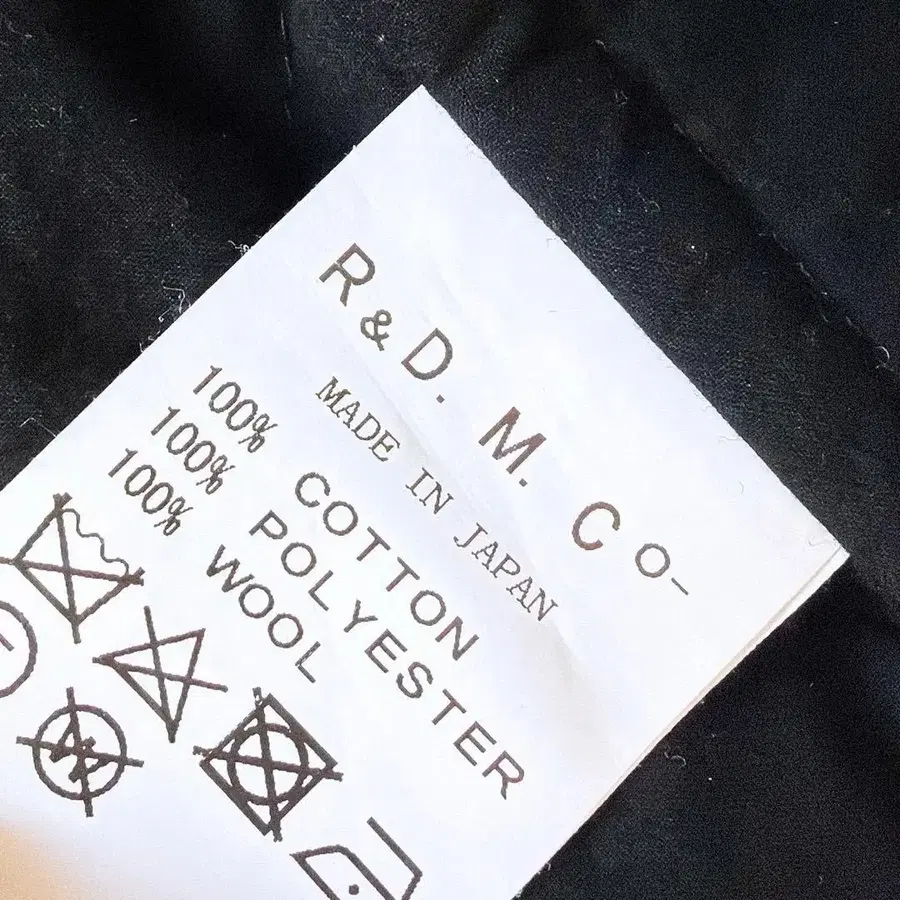 R & D. M. Co-
MADE IN JAPAN
100% COTTON
100% POLYESTER
100% WOOL